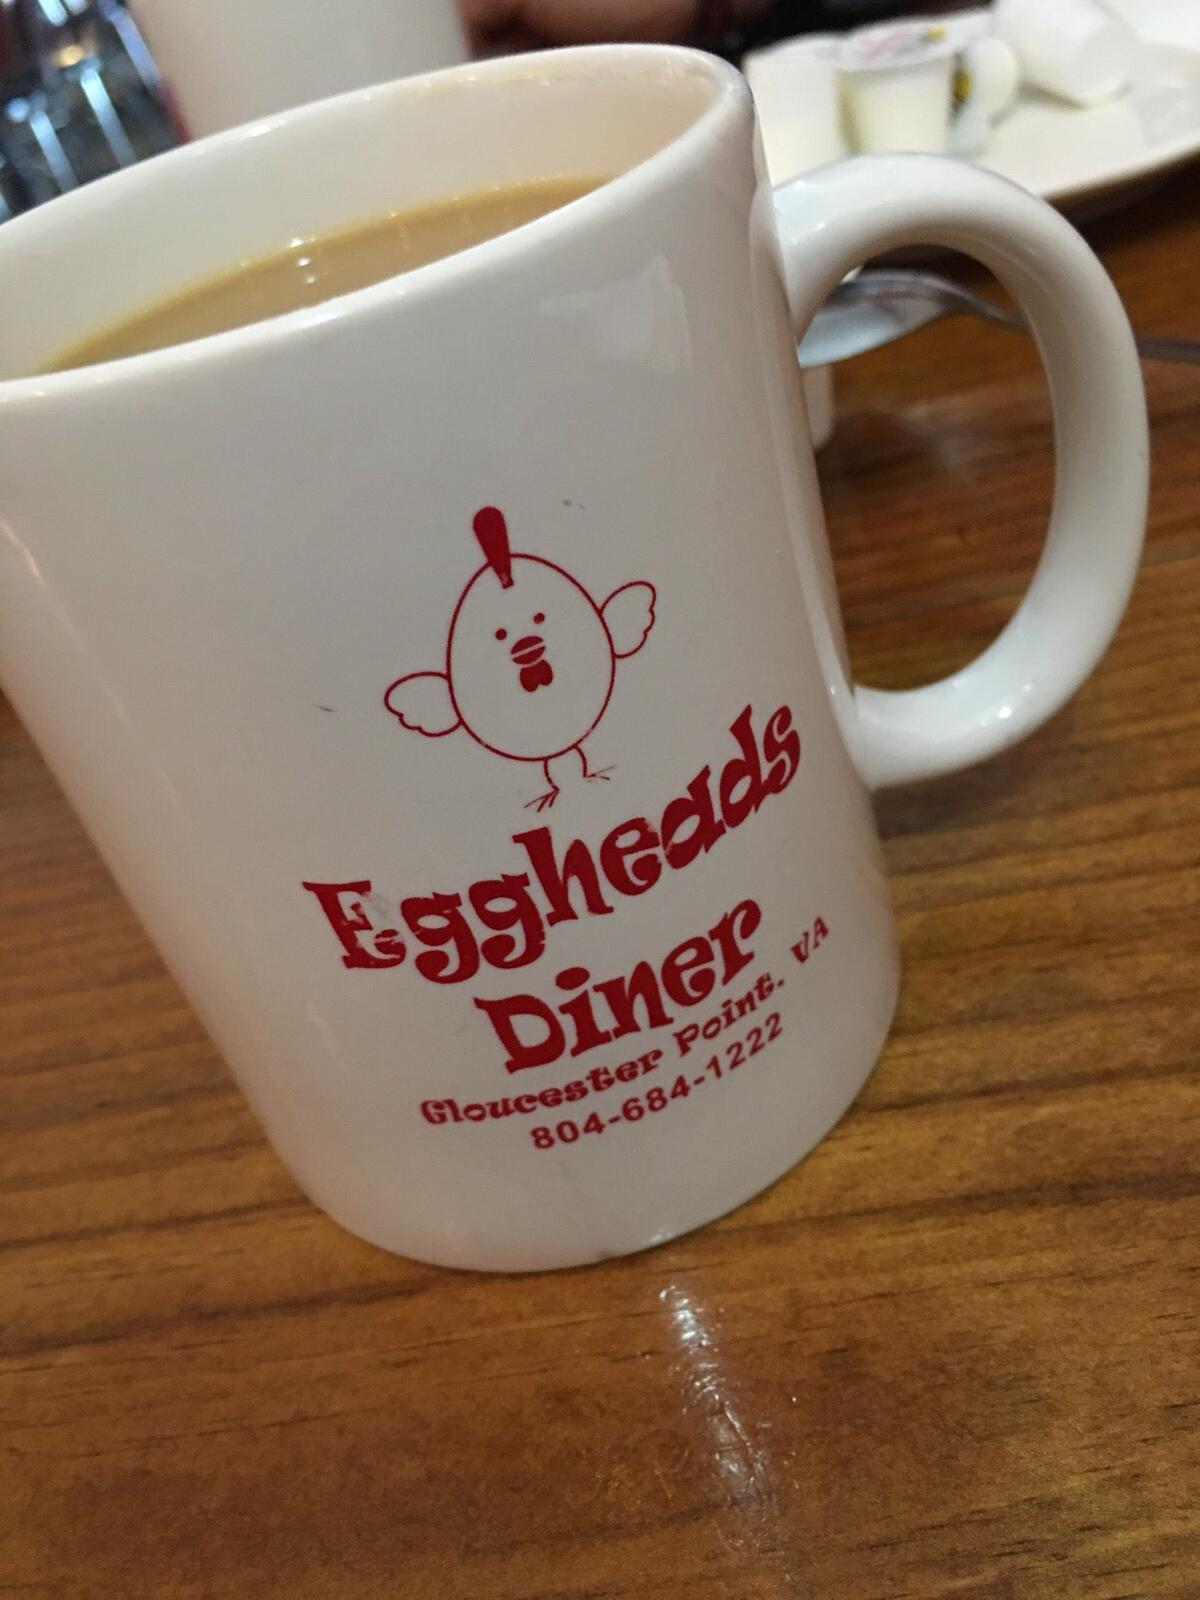 Eggheads
Diner
Gloucester Point. VA
804-684-1222